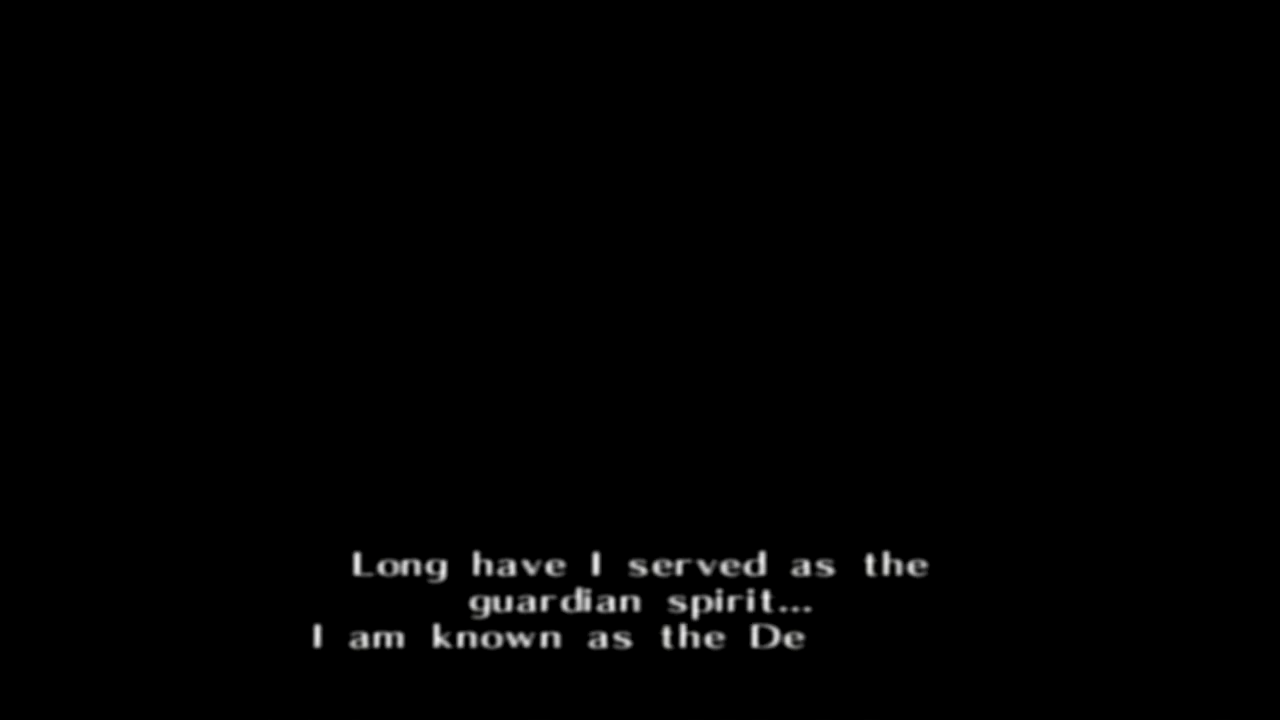 Long have I served as the
guardian spirit...
I am known as the De